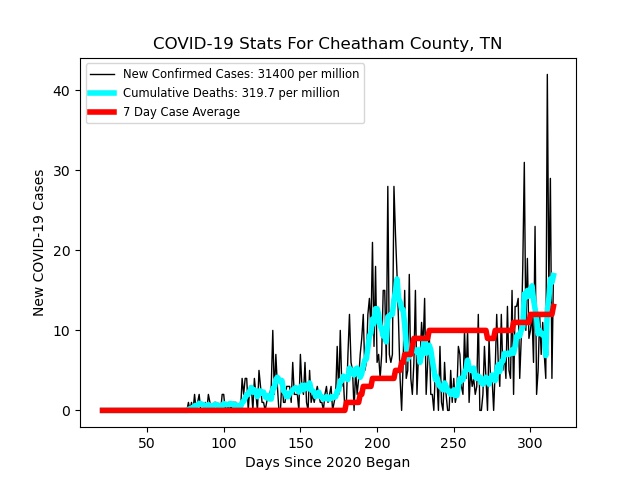 COVID-19 Stats For Cheatham County, TN
New Confirmed Cases: 31400 per million
Cumulative Deaths: 319.7 per million
7 Day Case Average
New COVID-19 Cases
40
30
20
10
0
50 100 150 200 250 300
Days Since 2020 Began